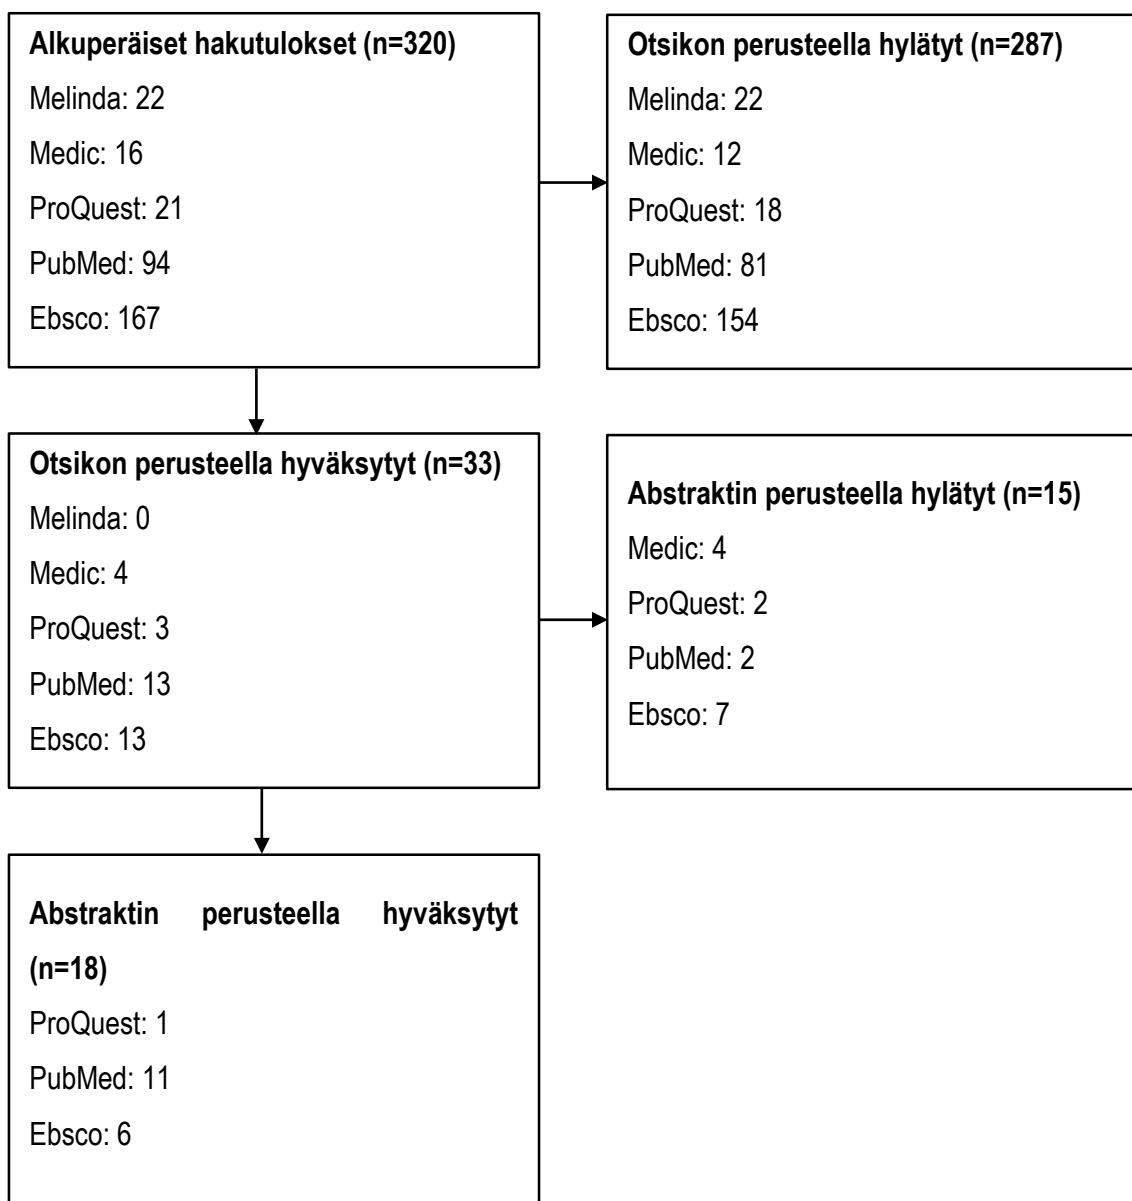 Alkuperäiset hakutulokset (n=320)
Melinda: 22
Medic: 16
ProQuest: 21
PubMed: 94
Ebsco: 167
Otsikon perusteella hylätyt (n=287)
Melinda: 22
Medic: 12
ProQuest: 18
PubMed: 81
Ebsco: 154
Otsikon perusteella hyväksytyt (n=33)
Melinda: 0
Medic: 4
ProQuest: 3
PubMed: 13
Ebsco: 13
Abstraktin perusteella hylätyt (n=15)
Medic: 4
ProQuest: 2
PubMed: 2
Ebsco: 7
Abstraktin perusteella hyväksytyt
(n=18)
ProQuest: 1
PubMed: 11
Ebsco: 6